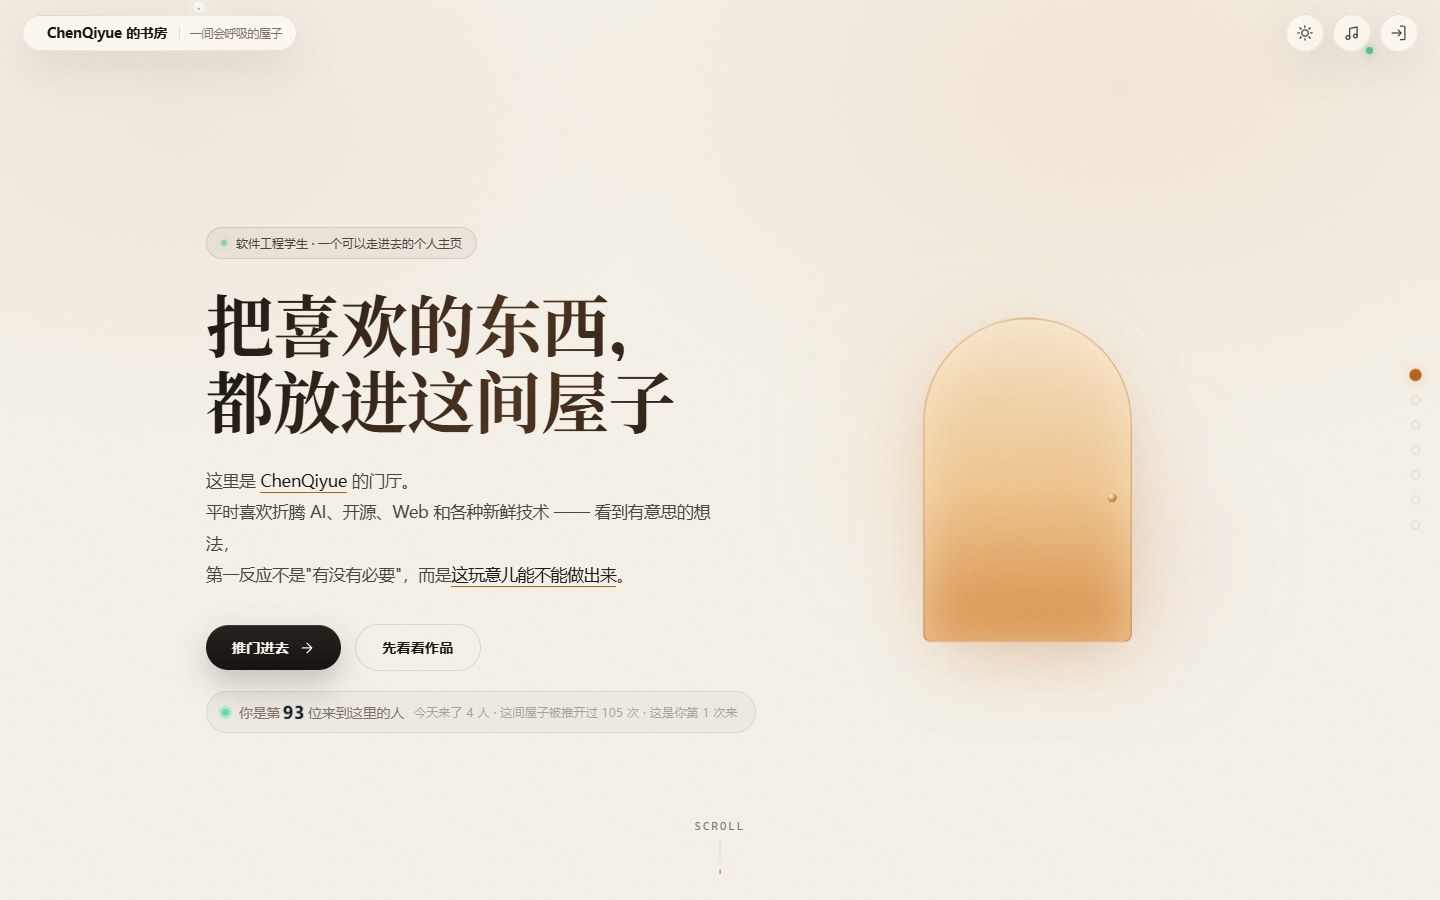 ChenQiyue 的书房 一间会呼吸的屋子
软件工程学生 · 一个可以走进去的个人主页
把喜欢的东西，
都放进这间屋子
这里是 ChenQiyue 的门厅。
平时喜欢折腾 AI、开源、Web 和各种新鲜技术 —— 看到有意思的想
法，
第一反应不是"有没有必要"，而是这玩意儿能不能做出来。
推门进去 → 先看看作品
你是第 93 位来到这里的人 今天来了 4 人 · 这间屋子被推开过 105 次 · 这是你第 1 次来
SCROLL